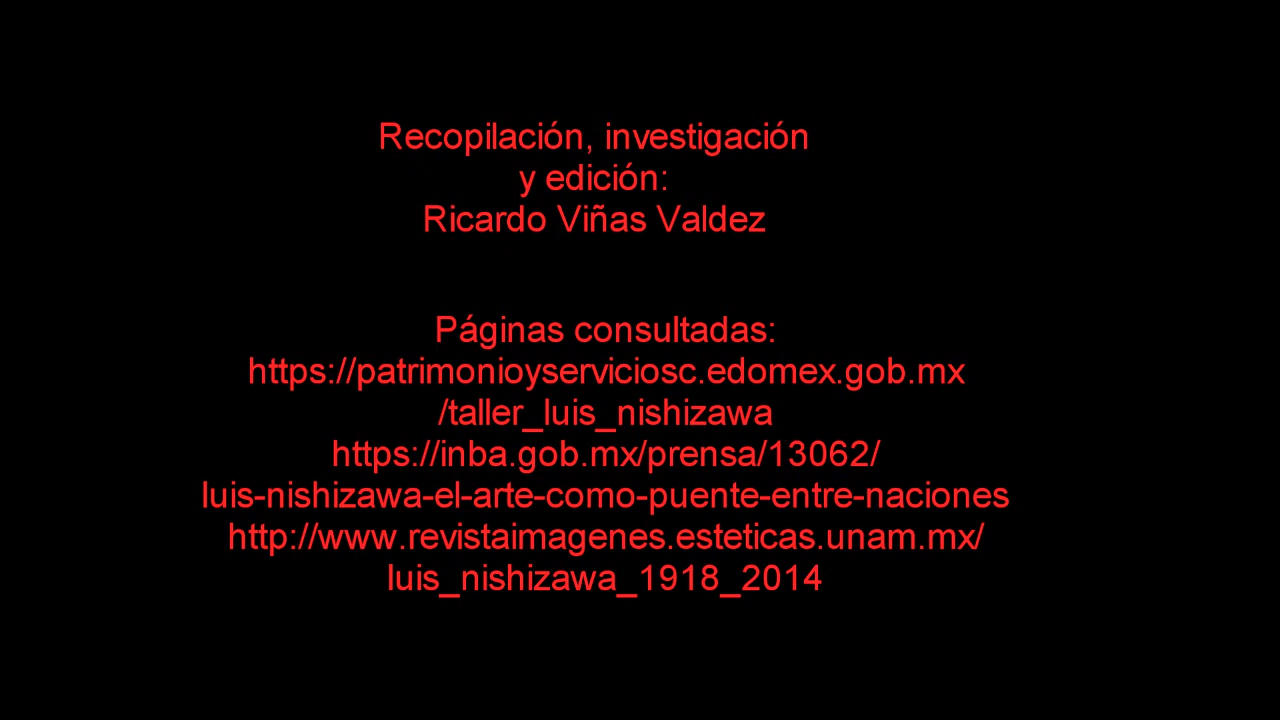 Recopilación, investigación
y edición:
Ricardo Viñas Valdez
Páginas consultadas:
https://patrimonioyserviciosc.edomex.gob.mx
/taller_luis_nishizawa
https://inba.gob.mx/prensa/13062/
luis-nishizawa-el-arte-como-puente-entre-naciones
http://www.revistaimagenes.esteticas.unam.mx/
luis_nishizawa_1918_2014